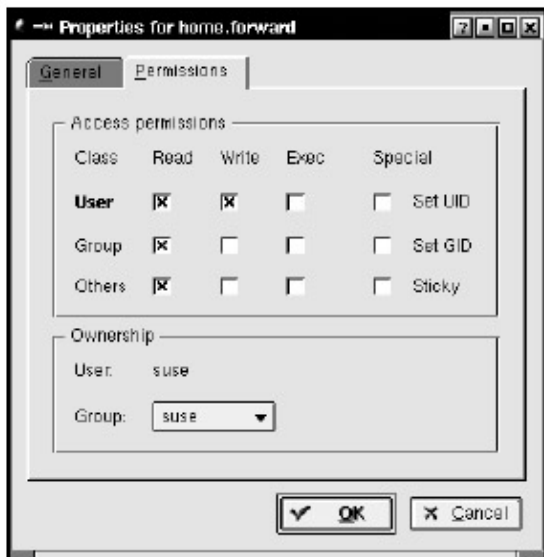 Properties for home.forward
General Permissions
Access permissions
Class Read Write Exec Special
User Set UID
Group Set GID
Others Sticky
Ownership
User: suse
Group: suse
OK Cancel